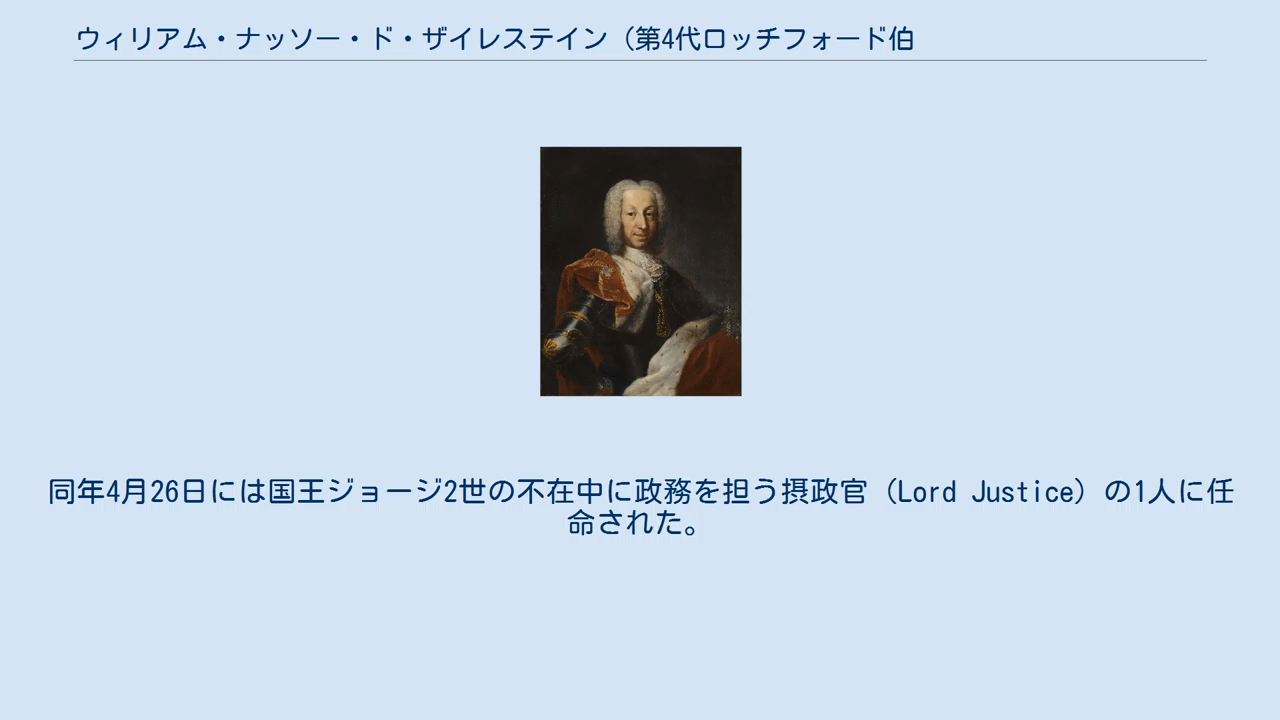 ウィリアム・ナッソー・ド・ザイレステイン（第4代ロッチフォード伯
同年4月26日には国王ジョージ2世の不在中に政務を担う摂政官（Lord Justice）の1人に任
命された。